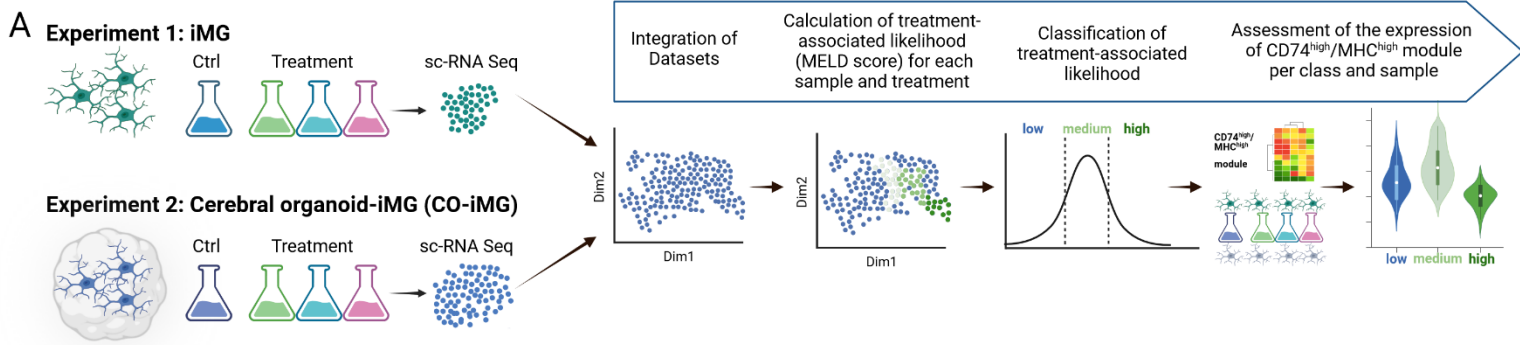 A
Experiment 1: iMG
Ctrl
Treatment
sc-RNA Seq
Experiment 2: Cerebral organoid-iMG (CO-iMG)
Ctrl
Treatment
sc-RNA Seq
Integration of
Datasets
Calculation of treatment-
associated likelihood
(MELD score) for each
sample and treatment
Classification of
treatment-associated
likelihood
Assessment of the expression
of CD74high/MHChigh module
per class and sample
Dim2
Dim1
Dim2
Dim1
low medium high
CD74high/
MHChigh
module
low medium high